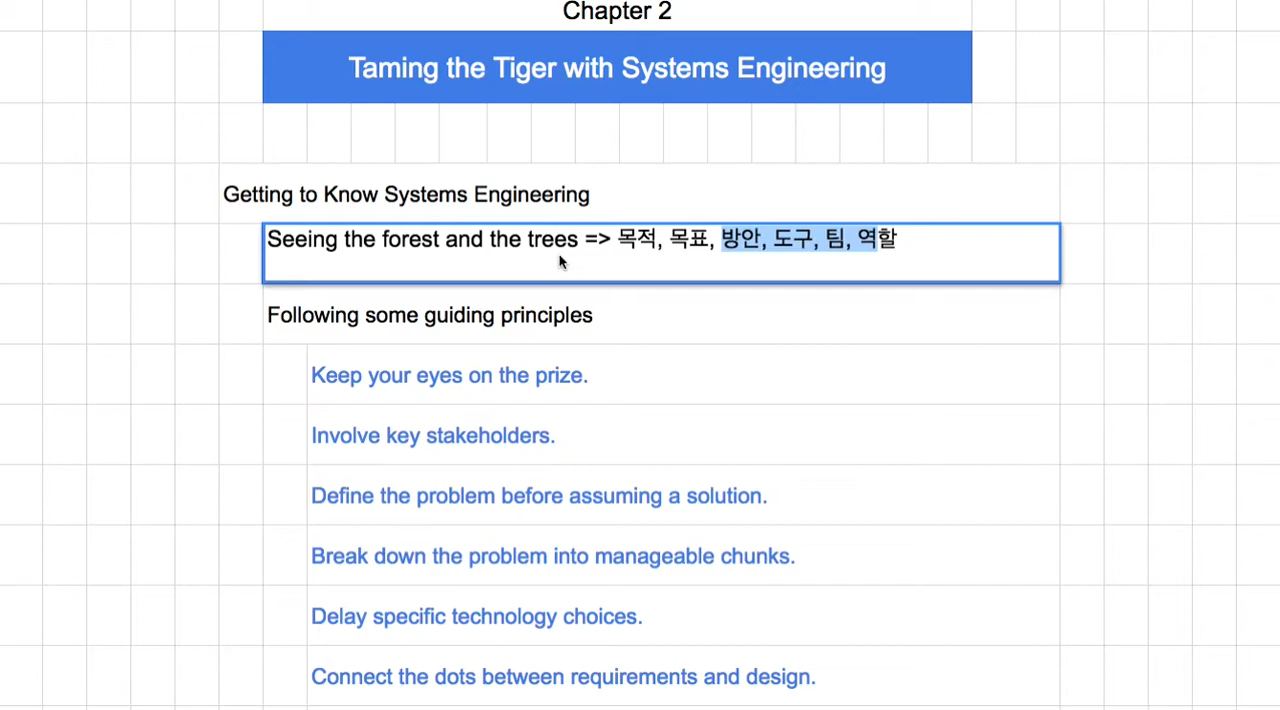 Chapter 2
Taming the Tiger with Systems Engineering
Getting to Know Systems Engineering
Seeing the forest and the trees => 목적, 목표, 방안, 도구, 팀, 역할
Following some guiding principles
Keep your eyes on the prize.
Involve key stakeholders.
Define the problem before assuming a solution.
Break down the problem into manageable chunks.
Delay specific technology choices.
Connect the dots between requirements and design.